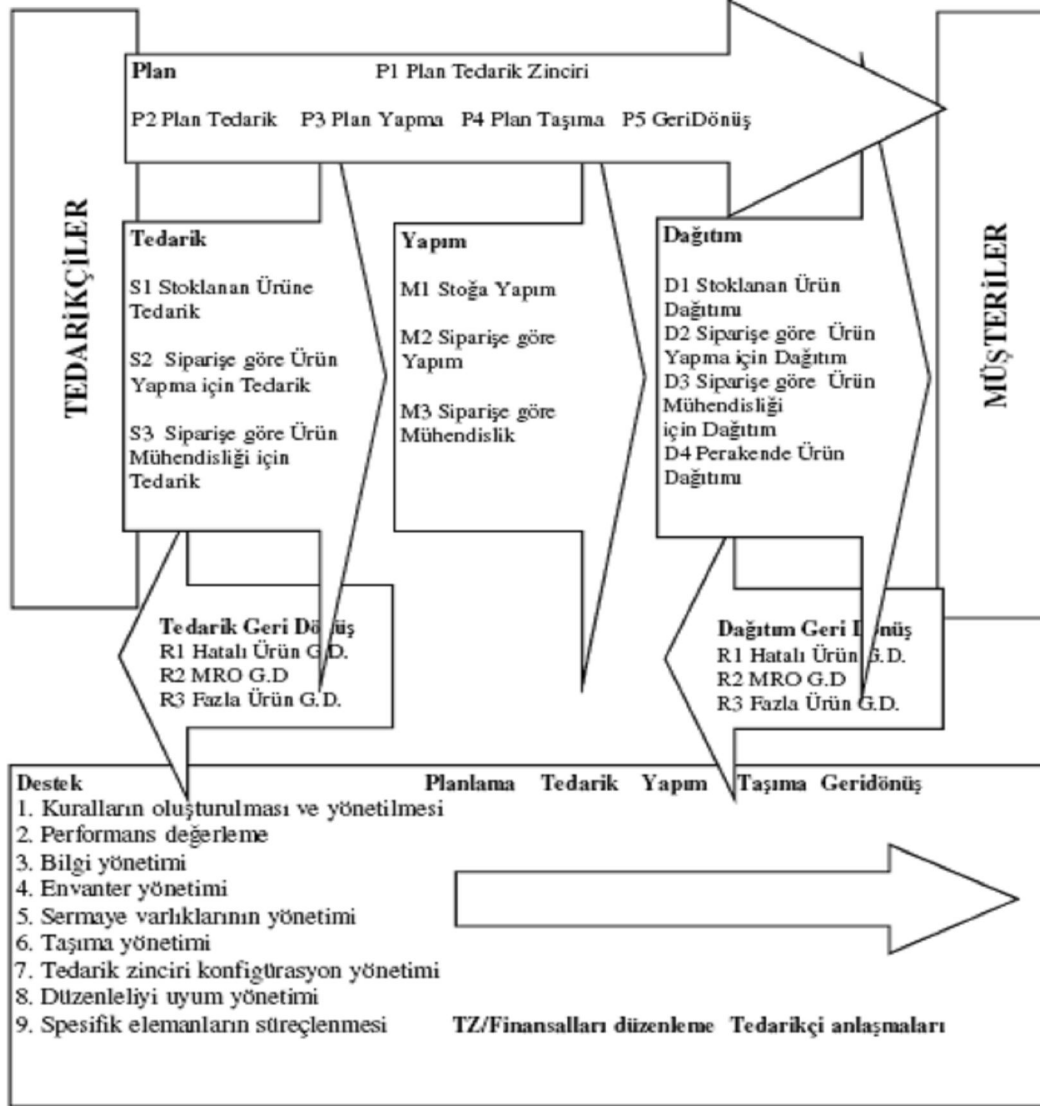 TEDARİKÇİLER
Plan P1 Plan Tedarik Zinciri
P2 Plan Tedarik P3 Plan Yapma P4 Plan Taşıma P5 GeriDönüş
Tedarik
S1 Stoklanan Ürüne
Tedarik
S2 Siparişe göre Ürün
Yapma için Tedarik
S3 Siparişe göre Ürün
Mühendisliği için
Tedarik
Yapım
M1 Stoğa Yapım
M2 Siparişe göre
Yapım
M3 Siparişe göre
Mühendislik
Dağıtım
D1 Stoklanan Ürün
Dağıtımı
D2 Siparişe göre Ürün
Yapma için Dağıtım
D3 Siparişe göre Ürün
Mühendisliği
için Dağıtım
D4 Perakende Ürün
Dağıtımı
MÜŞTERİLER
Tedarik Geri Dönüş
R1 Hatalı Ürün G.D.
R2 MRO G.D
R3 Fazla Ürün G.D.
Dağıtım Geri Dönüş
R1 Hatalı Ürün G.D.
R2 MRO G.D
R3 Fazla Ürün G.D.
Destek Planlama Tedarik Yapım Taşıma Geridönüş
1. Kuralların oluşturulması ve yönetilmesi
2. Performans değerleme
3. Bilgi yönetimi
4. Envanter yönetimi
5. Sermaye varlıklarının yönetimi
6. Taşıma yönetimi
7. Tedarik zinciri konfigürasyon yönetimi
8. Düzenleliyi uyum yönetimi
9. Spesifik elemanların süreçlenmesi TZ/Finansalları düzenleme Tedarikçi anlaşmaları